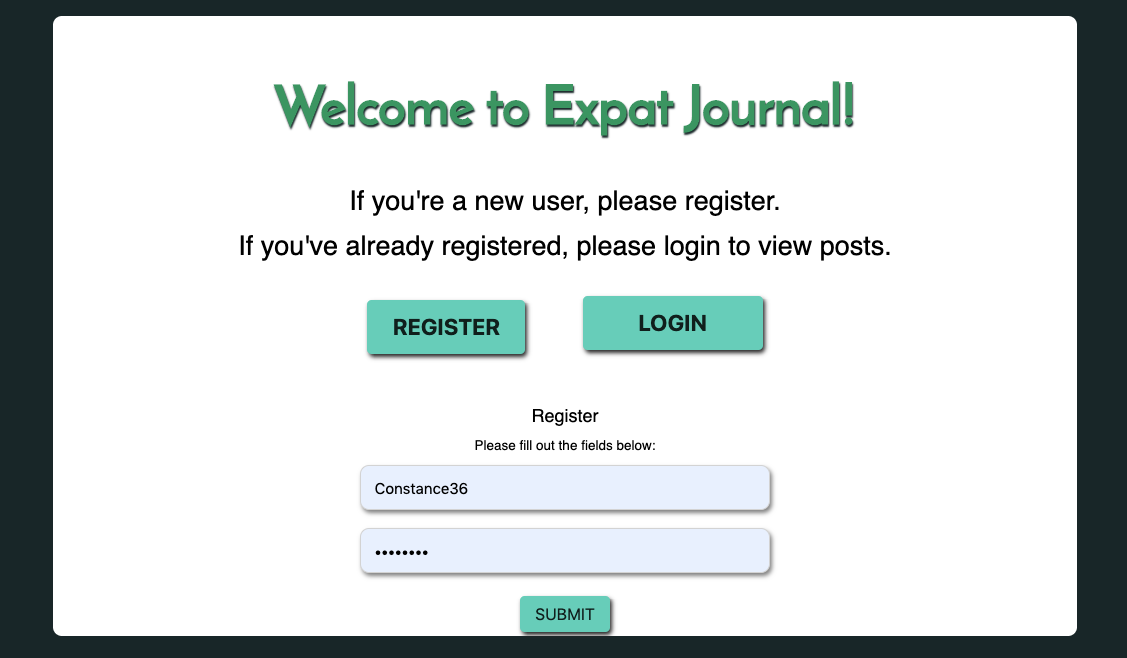 Welcome to Expat Journal!
If you're a new user, please register.
If you've already registered, please login to view posts.
REGISTER
LOGIN
Register
Please fill out the fields below:
Constance36
••••••••
SUBMIT